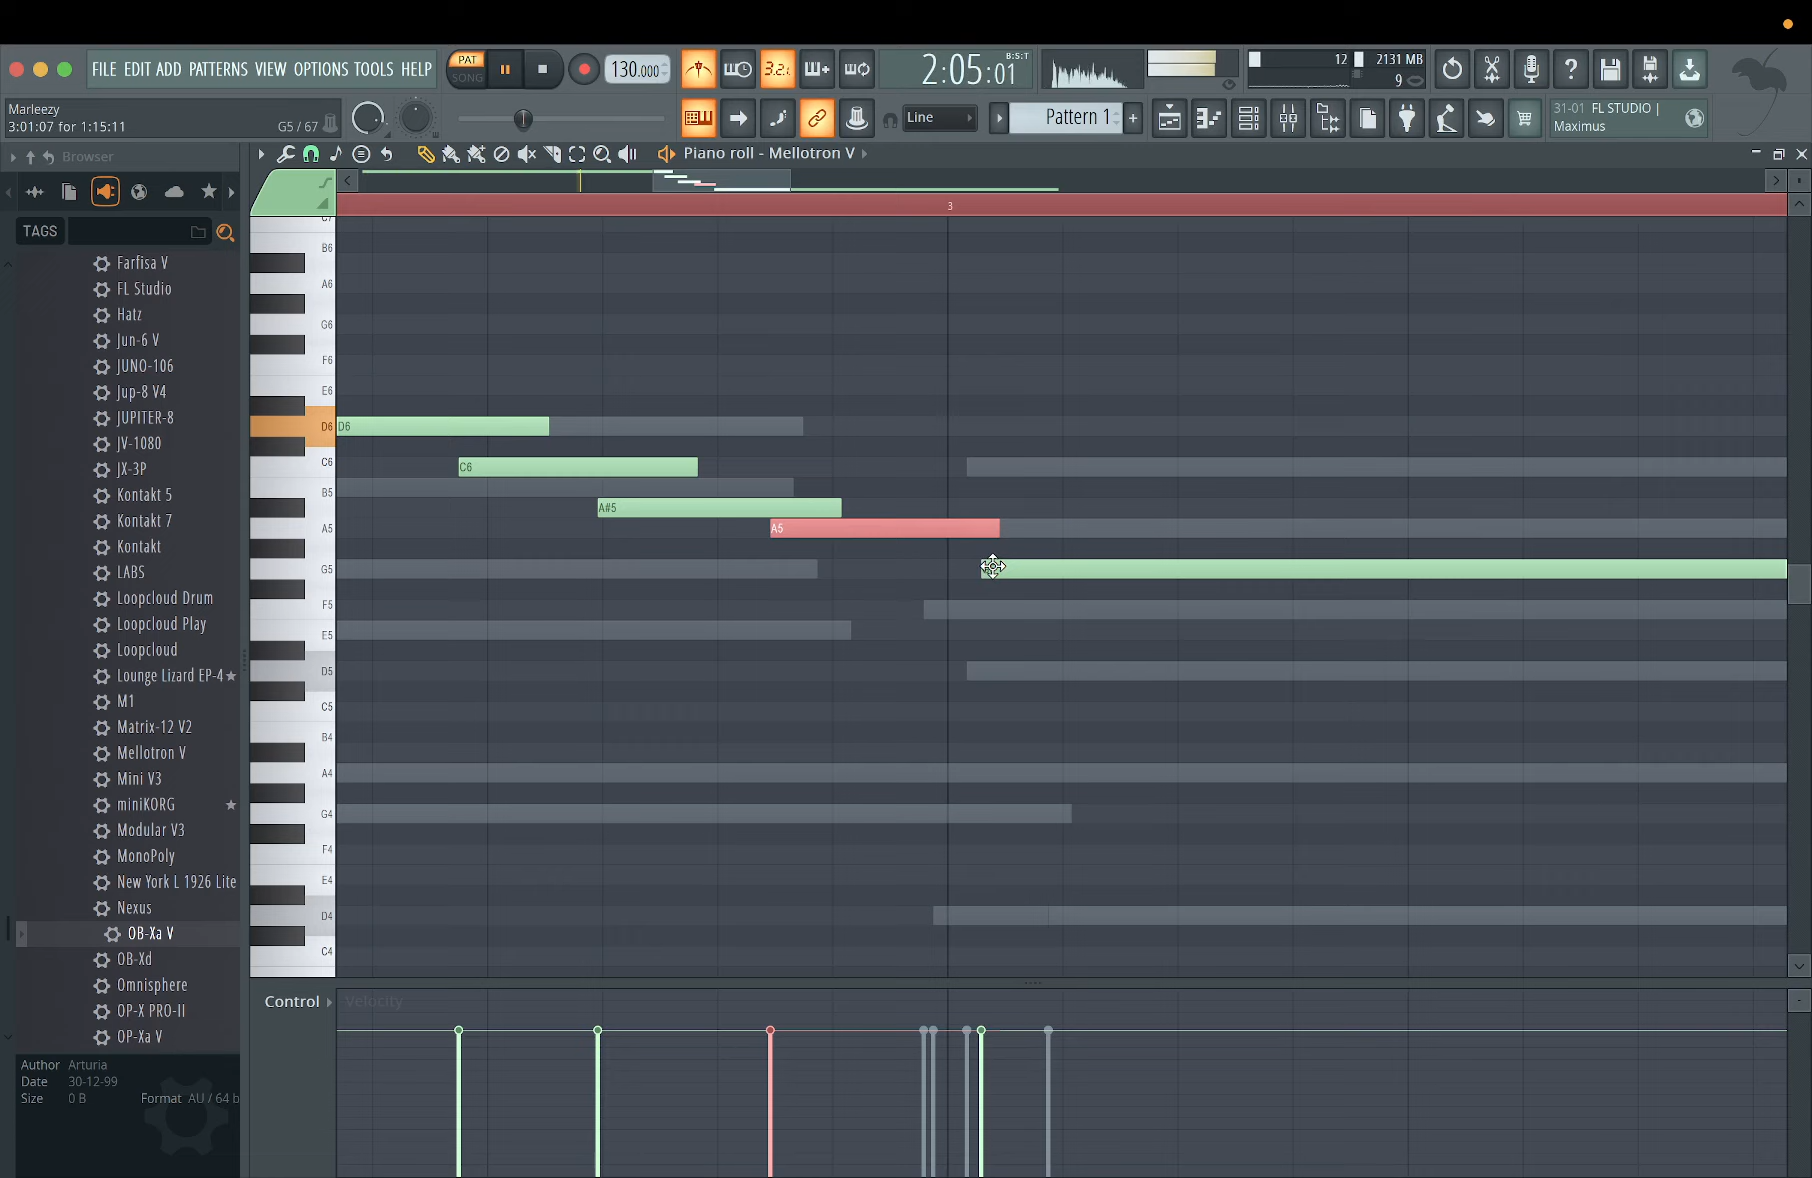 FILE EDIT ADD PATTERNS VIEW OPTIONS TOOLS HELP
PAT
SONG
130.000
3.2.
2:05:01
B:S:T
12
2131 MB
9
Marleezy
3:01:07 for 1:15:11
G5 / 67
Line
Pattern 1
31-01 FL STUDIO |
Maximus
Browser
Piano roll - Mellotron V
TAGS
Farfisa V
FL Studio
Hatz
Jun-6 V
JUNO-106
Jup-8 V4
JUPITER-8
JV-1080
JX-3P
Kontakt 5
Kontakt 7
Kontakt
LABS
Loopcloud Drum
Loopcloud Play
Loopcloud
Lounge Lizard EP-4
M1
Matrix-12 V2
Mellotron V
Mini V3
miniKORG
Modular V3
MonoPoly
New York L 1926 Lite
Nexus
OB-Xa V
OB-Xd
Omnisphere
OP-X PRO-II
OP-Xa V
Author Arturia
Date 30-12-99
Size 0 B Format AU / 64 b
3
C7
B6
A6
G6
F6
E6
D6 D6
C6 C6
B5
A#5
A5 A5
G5
F5
E5
D5
C5
B4
A4
G4
F4
E4
D4
C4
Control Velocity